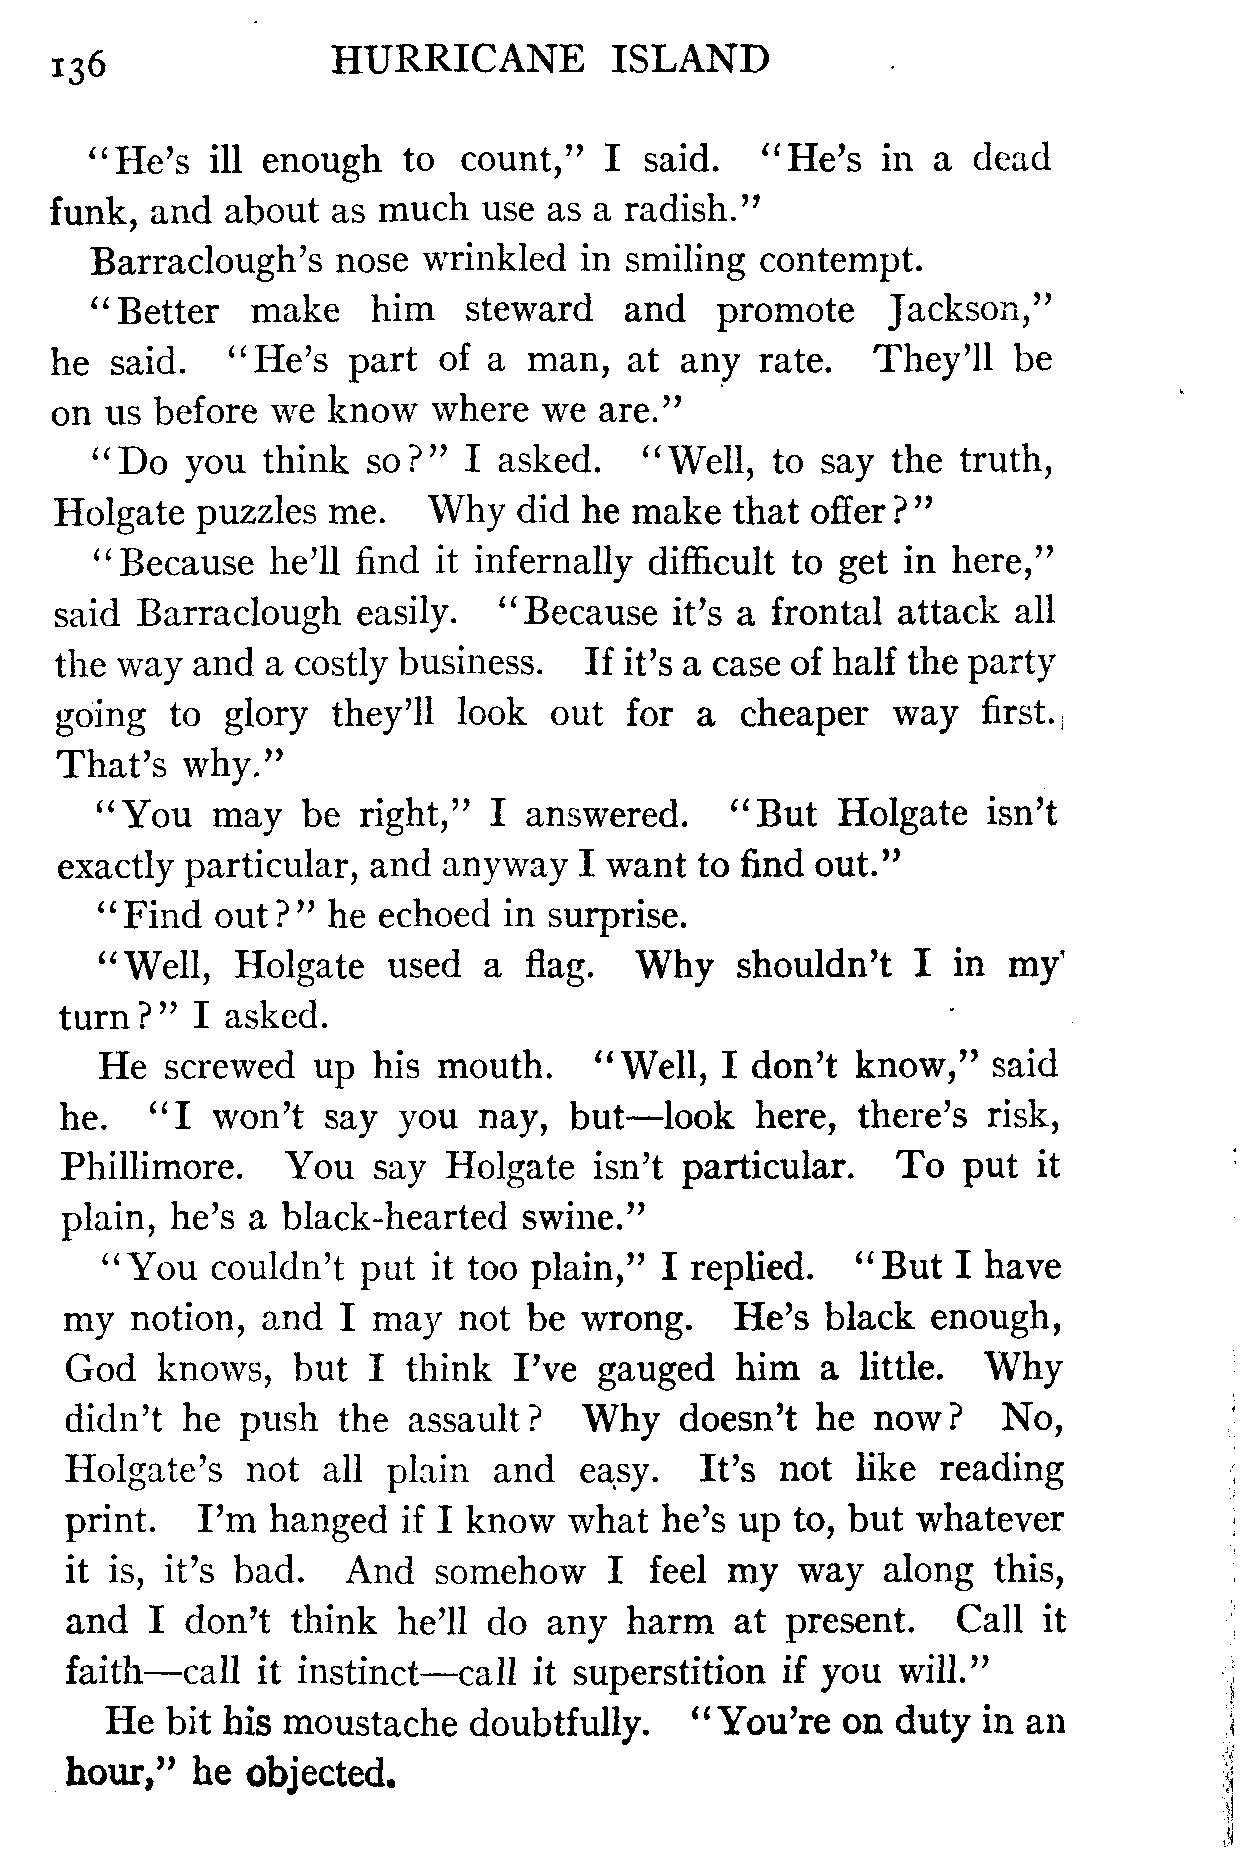 136 HURRICANE ISLAND
"He's ill enough to count," I said. "He's in a dead
funk, and about as much use as a radish."
Barraclough's nose wrinkled in smiling contempt.
"Better make him steward and promote Jackson,"
he said. "He's part of a man, at any rate. They'll be
on us before we know where we are."
"Do you think so?" I asked. "Well, to say the truth,
Holgate puzzles me. Why did he make that offer?"
"Because he'll find it infernally difficult to get in here,"
said Barraclough easily. "Because it's a frontal attack all
the way and a costly business. If it's a case of half the party
going to glory they'll look out for a cheaper way first.
That's why."
"You may be right," I answered. "But Holgate isn't
exactly particular, and anyway I want to find out."
"Find out?" he echoed in surprise.
"Well, Holgate used a flag. Why shouldn't I in my
turn?" I asked.
He screwed up his mouth. "Well, I don't know," said
he. "I won't say you nay, but—look here, there's risk,
Phillimore. You say Holgate isn't particular. To put it
plain, he's a black-hearted swine."
"You couldn't put it too plain," I replied. "But I have
my notion, and I may not be wrong. He's black enough,
God knows, but I think I've gauged him a little. Why
didn't he push the assault? Why doesn't he now? No,
Holgate's not all plain and easy. It's not like reading
print. I'm hanged if I know what he's up to, but whatever
it is, it's bad. And somehow I feel my way along this,
and I don't think he'll do any harm at present. Call it
faith—call it instinct—call it superstition if you will."
He bit his moustache doubtfully. "You're on duty in an
hour," he objected.